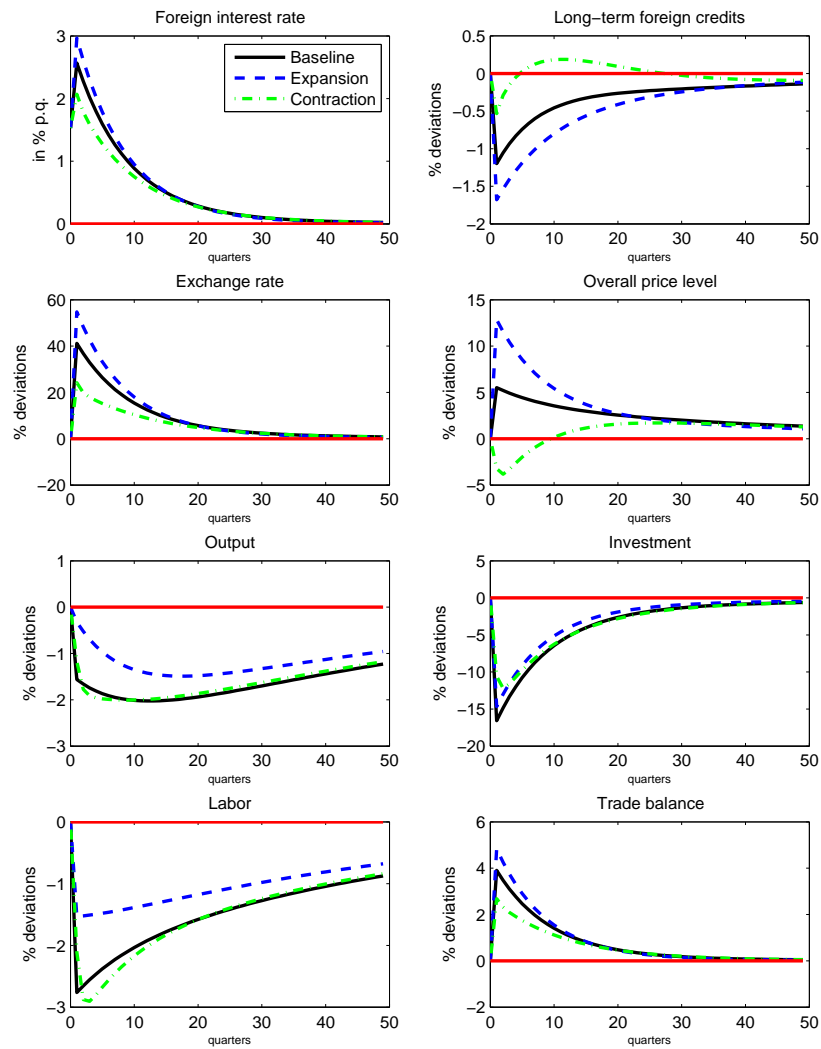 Foreign interest rate
3
2
1
0
in % p.q.
Baseline
Expansion
Contraction
0 10 20 30 40 50
quarters
Long−term foreign credits
0.5
0
−0.5
−1
−1.5
−2
% deviations
0 10 20 30 40 50
quarters
Exchange rate
60
40
20
0
−20
% deviations
0 10 20 30 40 50
quarters
Overall price level
15
10
5
0
−5
% deviations
0 10 20 30 40 50
quarters
Output
1
0
−1
−2
−3
% deviations
0 10 20 30 40 50
quarters
Investment
5
0
−5
−10
−15
−20
% deviations
0 10 20 30 40 50
quarters
Labor
0
−1
−2
−3
% deviations
0 10 20 30 40 50
quarters
Trade balance
6
4
2
0
−2
% deviations
0 10 20 30 40 50
quarters